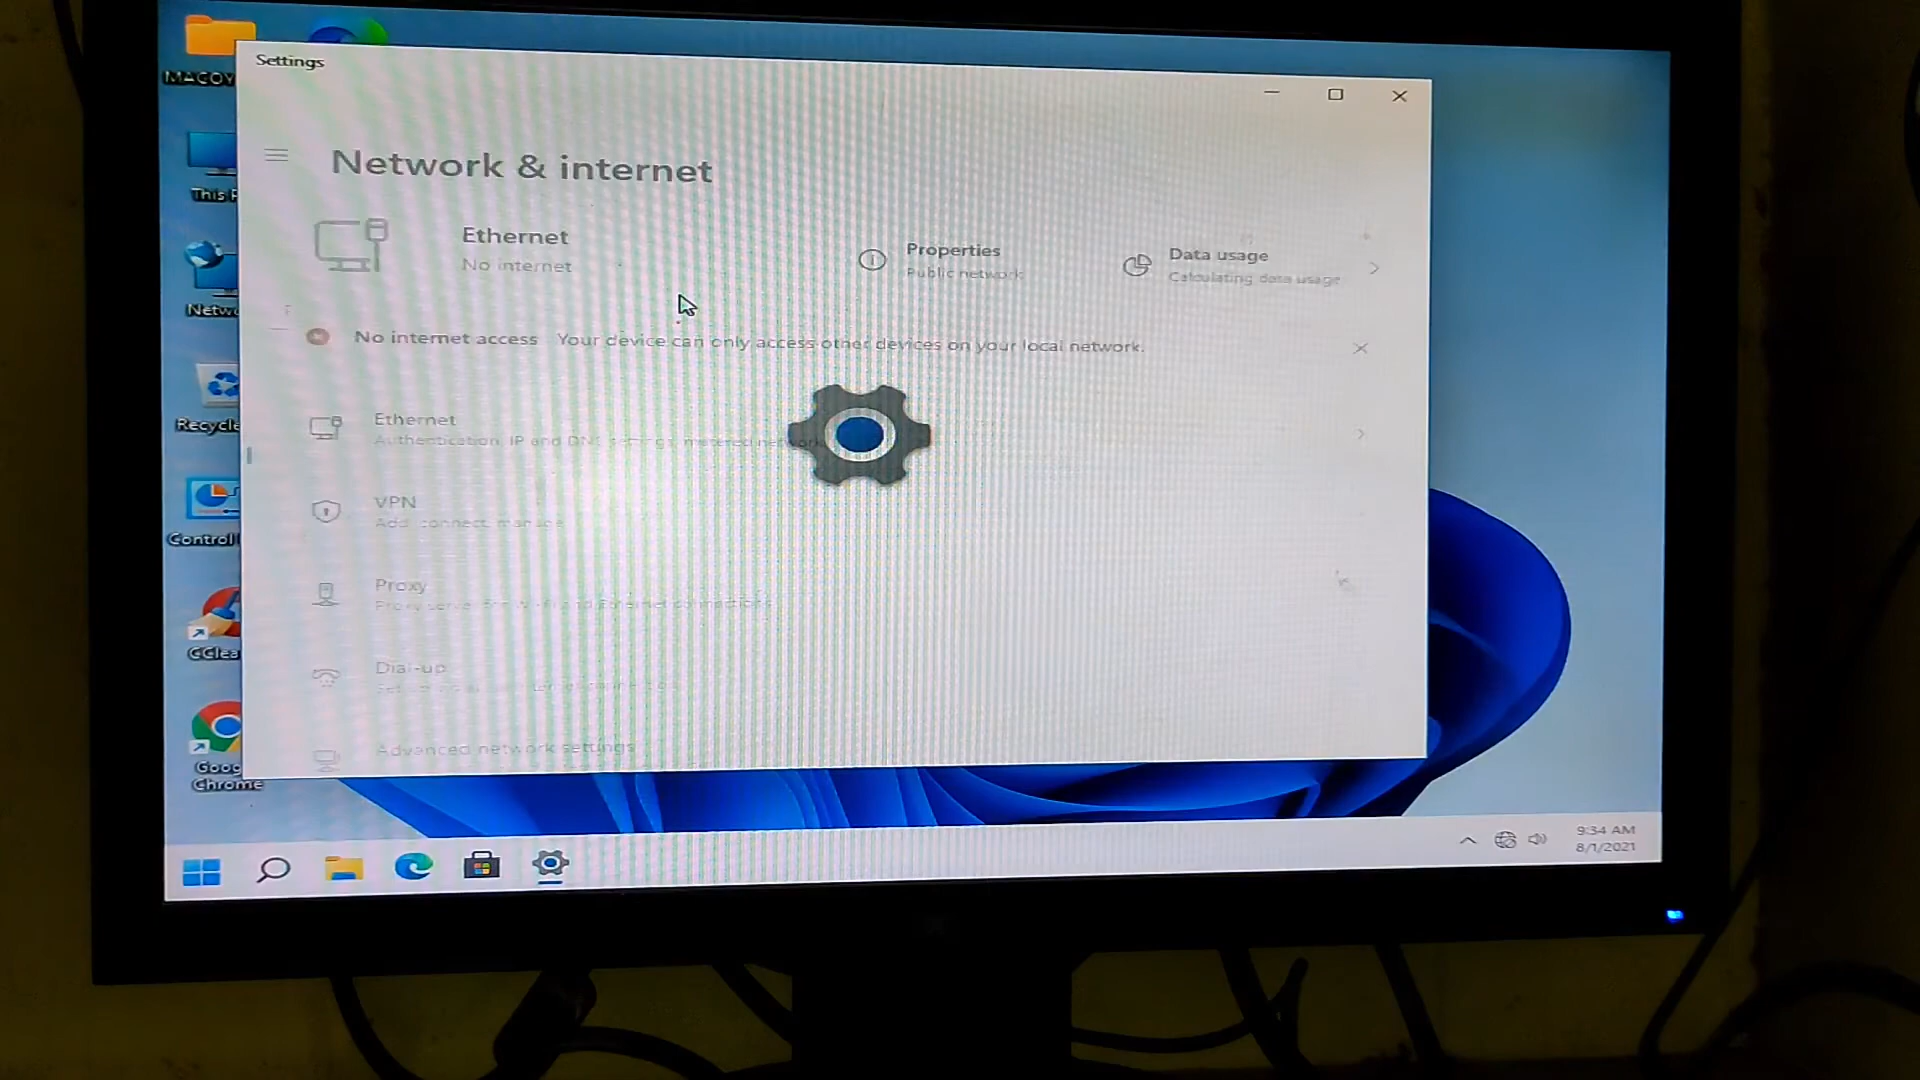 MACOY
Settings
Network & internet
This P
Ethernet
No internet
Properties
Public network
Data usage
Calculating data usage
Netwo
No internet access Your device can only access other devices on your local network.
Recycle
Ethernet
Authentication, IP and DNS settings, metered network
VPN
Add, connect, manage
Control
Proxy
Proxy server for Wi-Fi and Ethernet connections
CClea
Dial-up
Advanced network settings
Goog
Chrome
9:34 AM
8/1/2021